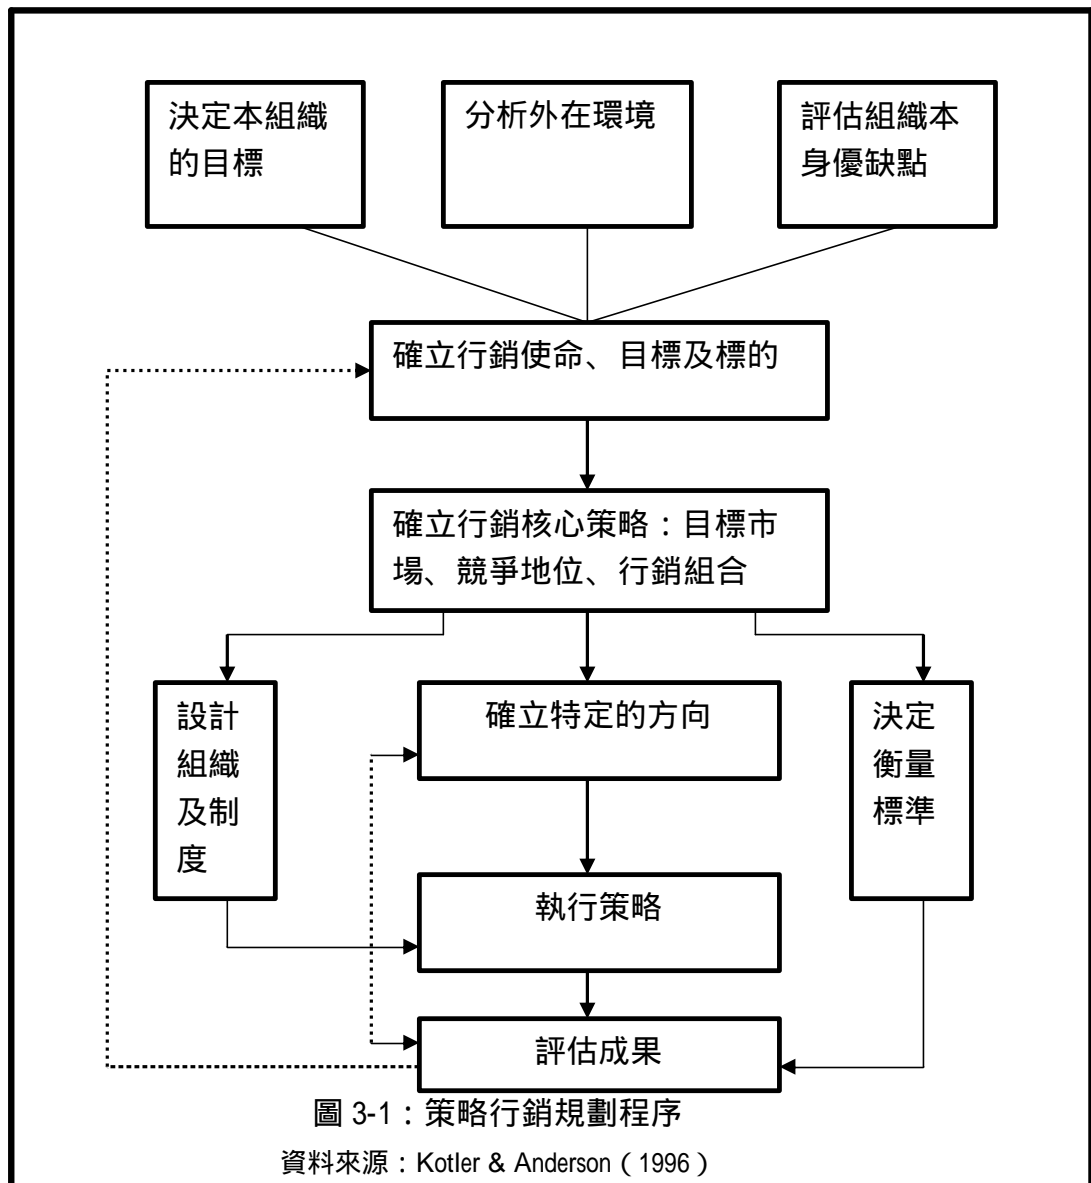 決定本組織
的目標
分析外在環境
評估組織本
身優缺點
確立行銷使命、目標及標的
確立行銷核心策略：目標市
場、競爭地位、行銷組合
設計
組織
及制
度
確立特定的方向
決定
衡量
標準
執行策略
評估成果
圖 3-1：策略行銷規劃程序
資料來源：Kotler & Anderson（1996）